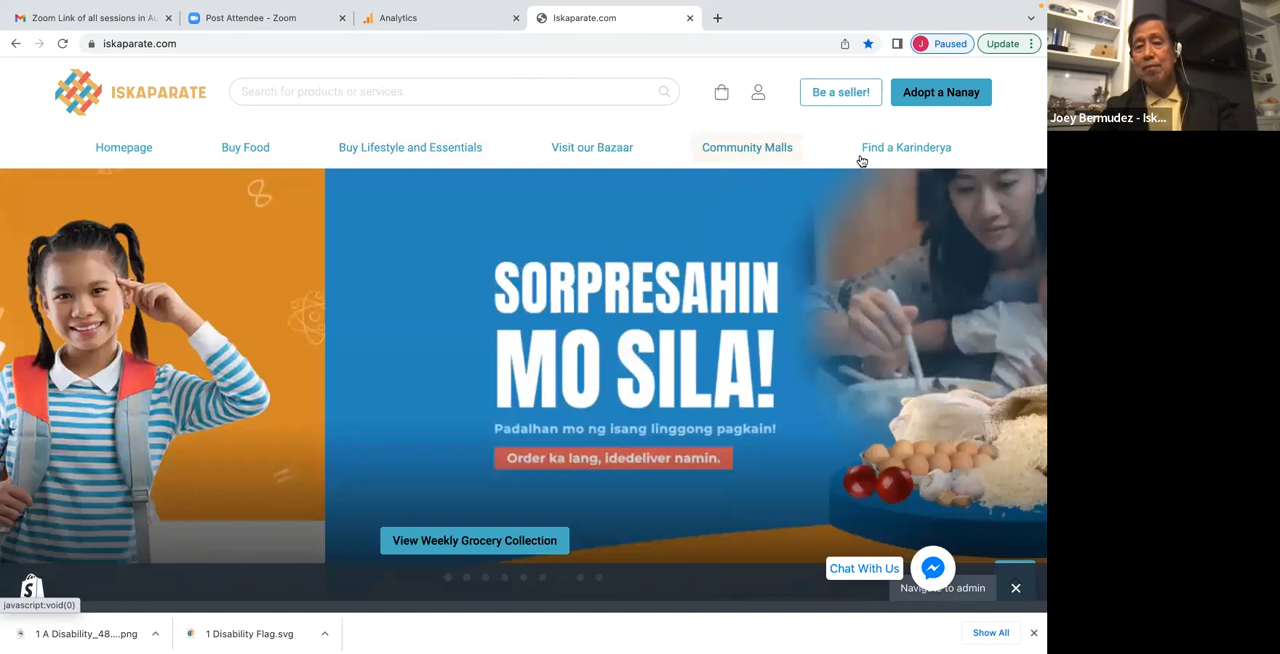 Zoom Link of all sessions in Au
Post Attendee - Zoom
Analytics
Iskaparate.com
iskaparate.com
J
Paused
Update
Joey Bermudez - Isk...
ISKAPARATE
Search for products or services
Be a seller!
Adopt a Nanay
Homepage
Buy Food
Buy Lifestyle and Essentials
Visit our Bazaar
Community Malls
Find a Karinderya
8
SORPRESAHIN
MO SILA!
Padalhan mo ng isang linggong pagkain!
Order ka lang, idedeliver namin.
View Weekly Grocery Collection
Chat With Us
Navigate to admin
javascript:void(0)
1 A Disability_48....png
1 Disability Flag.svg
Show All